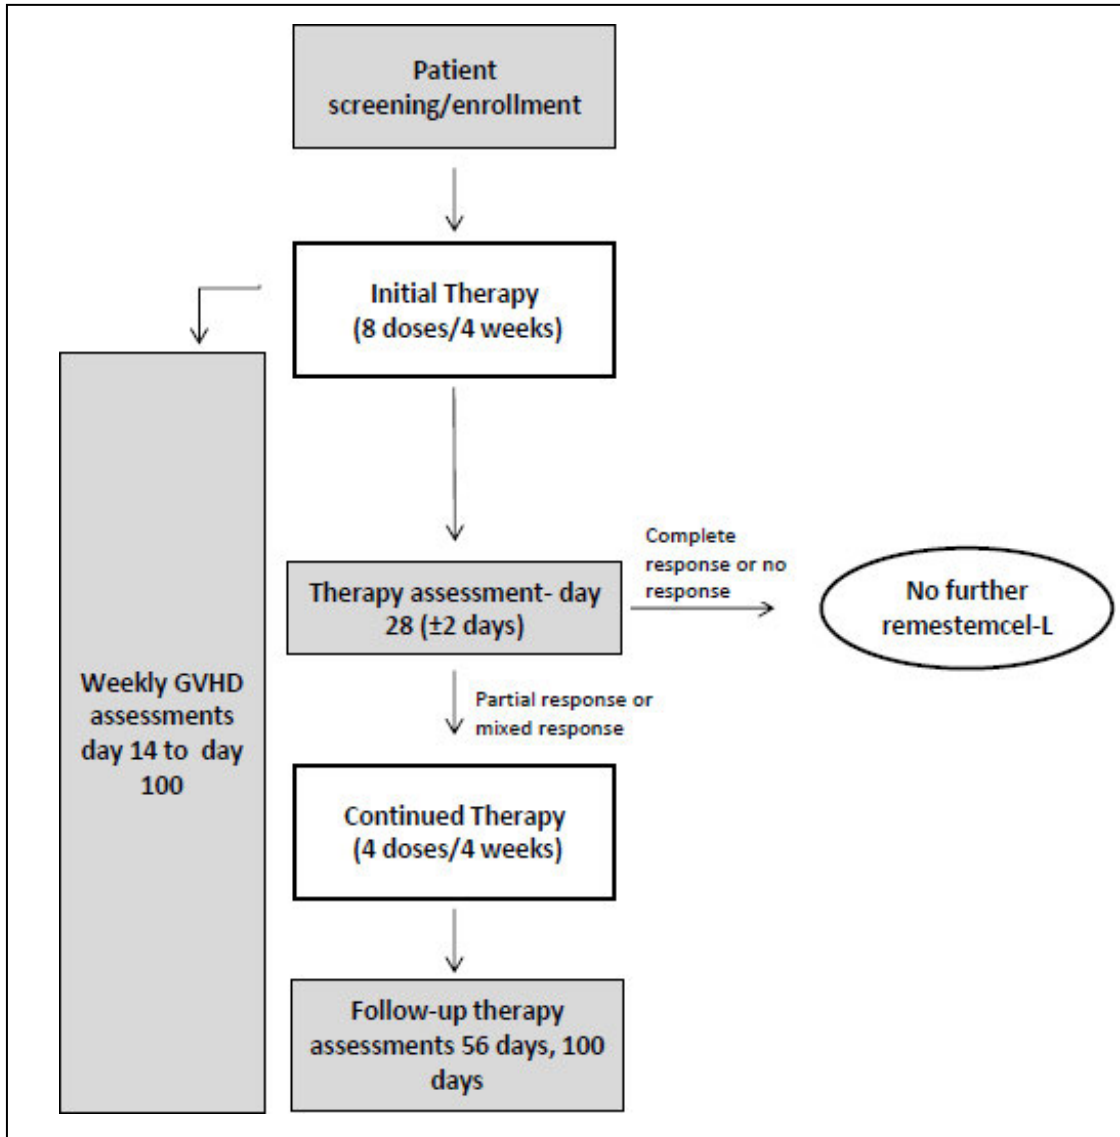 Patient
screening/enrollment
Initial Therapy
(8 doses/4 weeks)
Therapy assessment- day
28 (±2 days)
Complete
response or no
response
No further
remestemcel-L
Weekly GVHD
assessments
day 14 to day
100
Partial response or
mixed response
Continued Therapy
(4 doses/4 weeks)
Follow-up therapy
assessments 56 days, 100
days